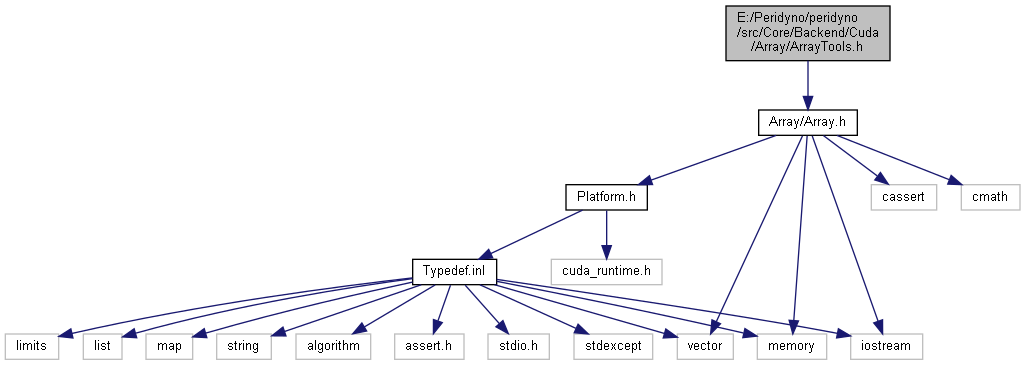 E:/Peridyno/peridyno
/src/Core/Backend/Cuda
/Array/ArrayTools.h
Array/Array.h
Platform.h
cassert
cmath
Typedef.inl
cuda_runtime.h
limits
list
map
string
algorithm
assert.h
stdio.h
stdexcept
vector
memory
iostream